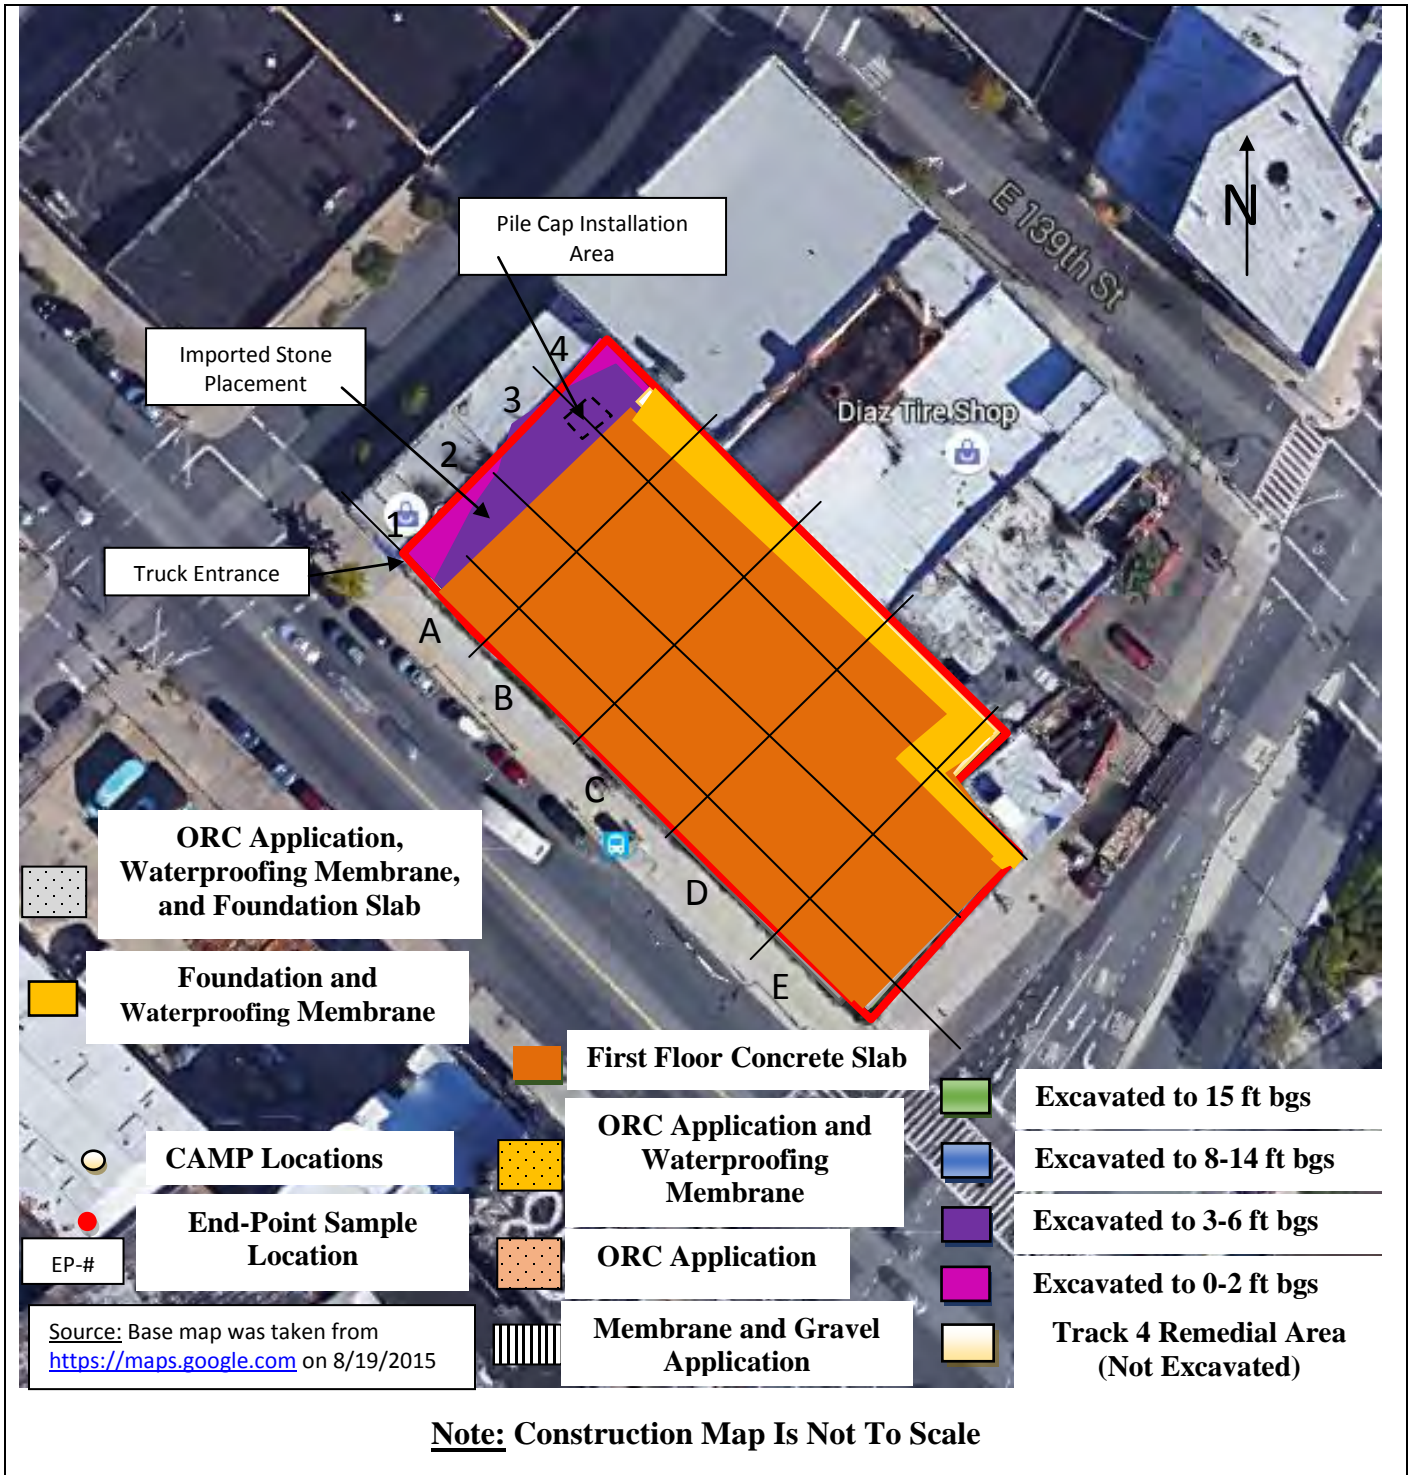 N
E 139th St
Pile Cap Installation
Area
Imported Stone
Placement
4
3
Diaz Tire Shop
2
1
Truck Entrance
A
B
C
D
E
ORC Application,
Waterproofing Membrane,
and Foundation Slab
Foundation and
Waterproofing Membrane
First Floor Concrete Slab
CAMP Locations
End-Point Sample
Location
EP-#
ORC Application and
Waterproofing
Membrane
ORC Application
Membrane and Gravel
Application
Excavated to 15 ft bgs
Excavated to 8-14 ft bgs
Excavated to 3-6 ft bgs
Excavated to 0-2 ft bgs
Track 4 Remedial Area
(Not Excavated)
Source: Base map was taken from
https://maps.google.com on 8/19/2015
Note: Construction Map Is Not To Scale